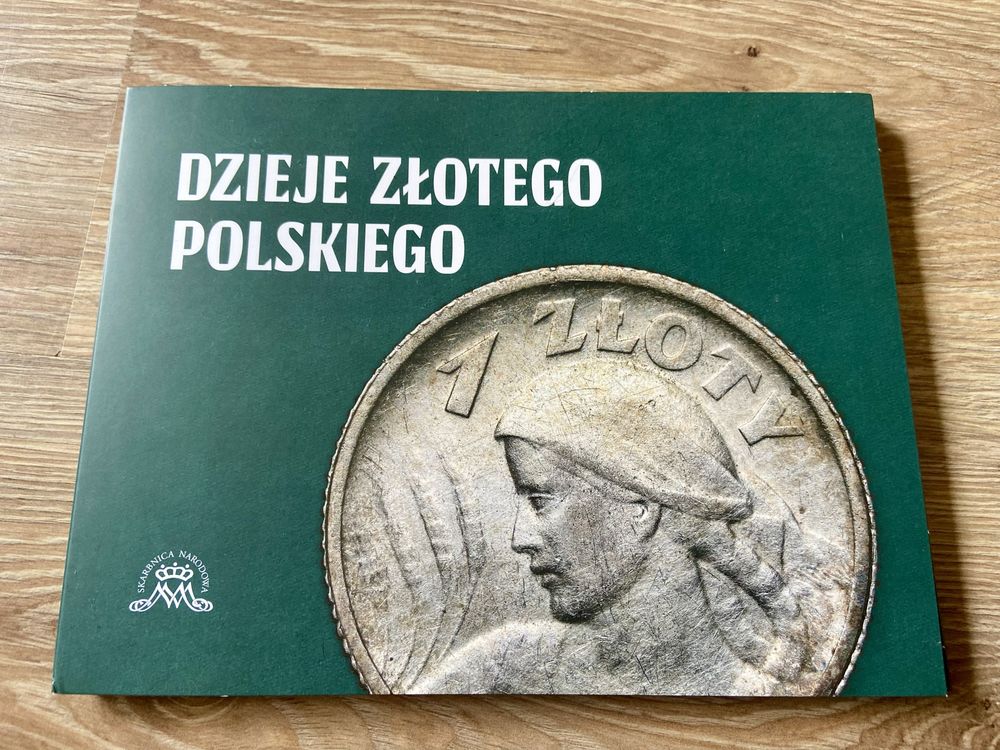 DZIEJE ZŁOTEGO
POLSKIEGO
1 ZŁOTY
SKARBNICA NARODOWA